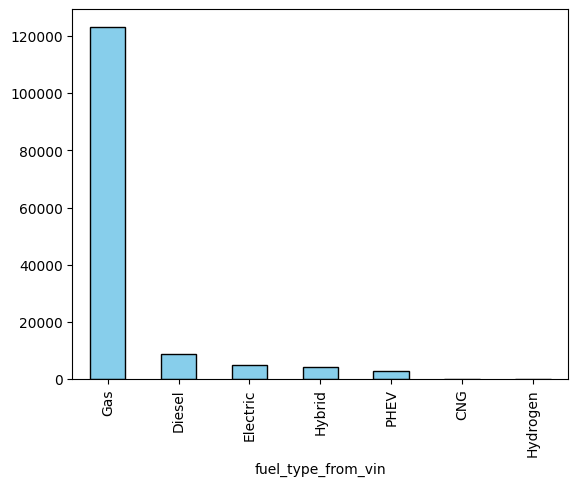 120000
100000
80000
60000
40000
20000
0
Gas
Diesel
Electric
Hybrid
PHEV
CNG
Hydrogen
fuel_type_from_vin